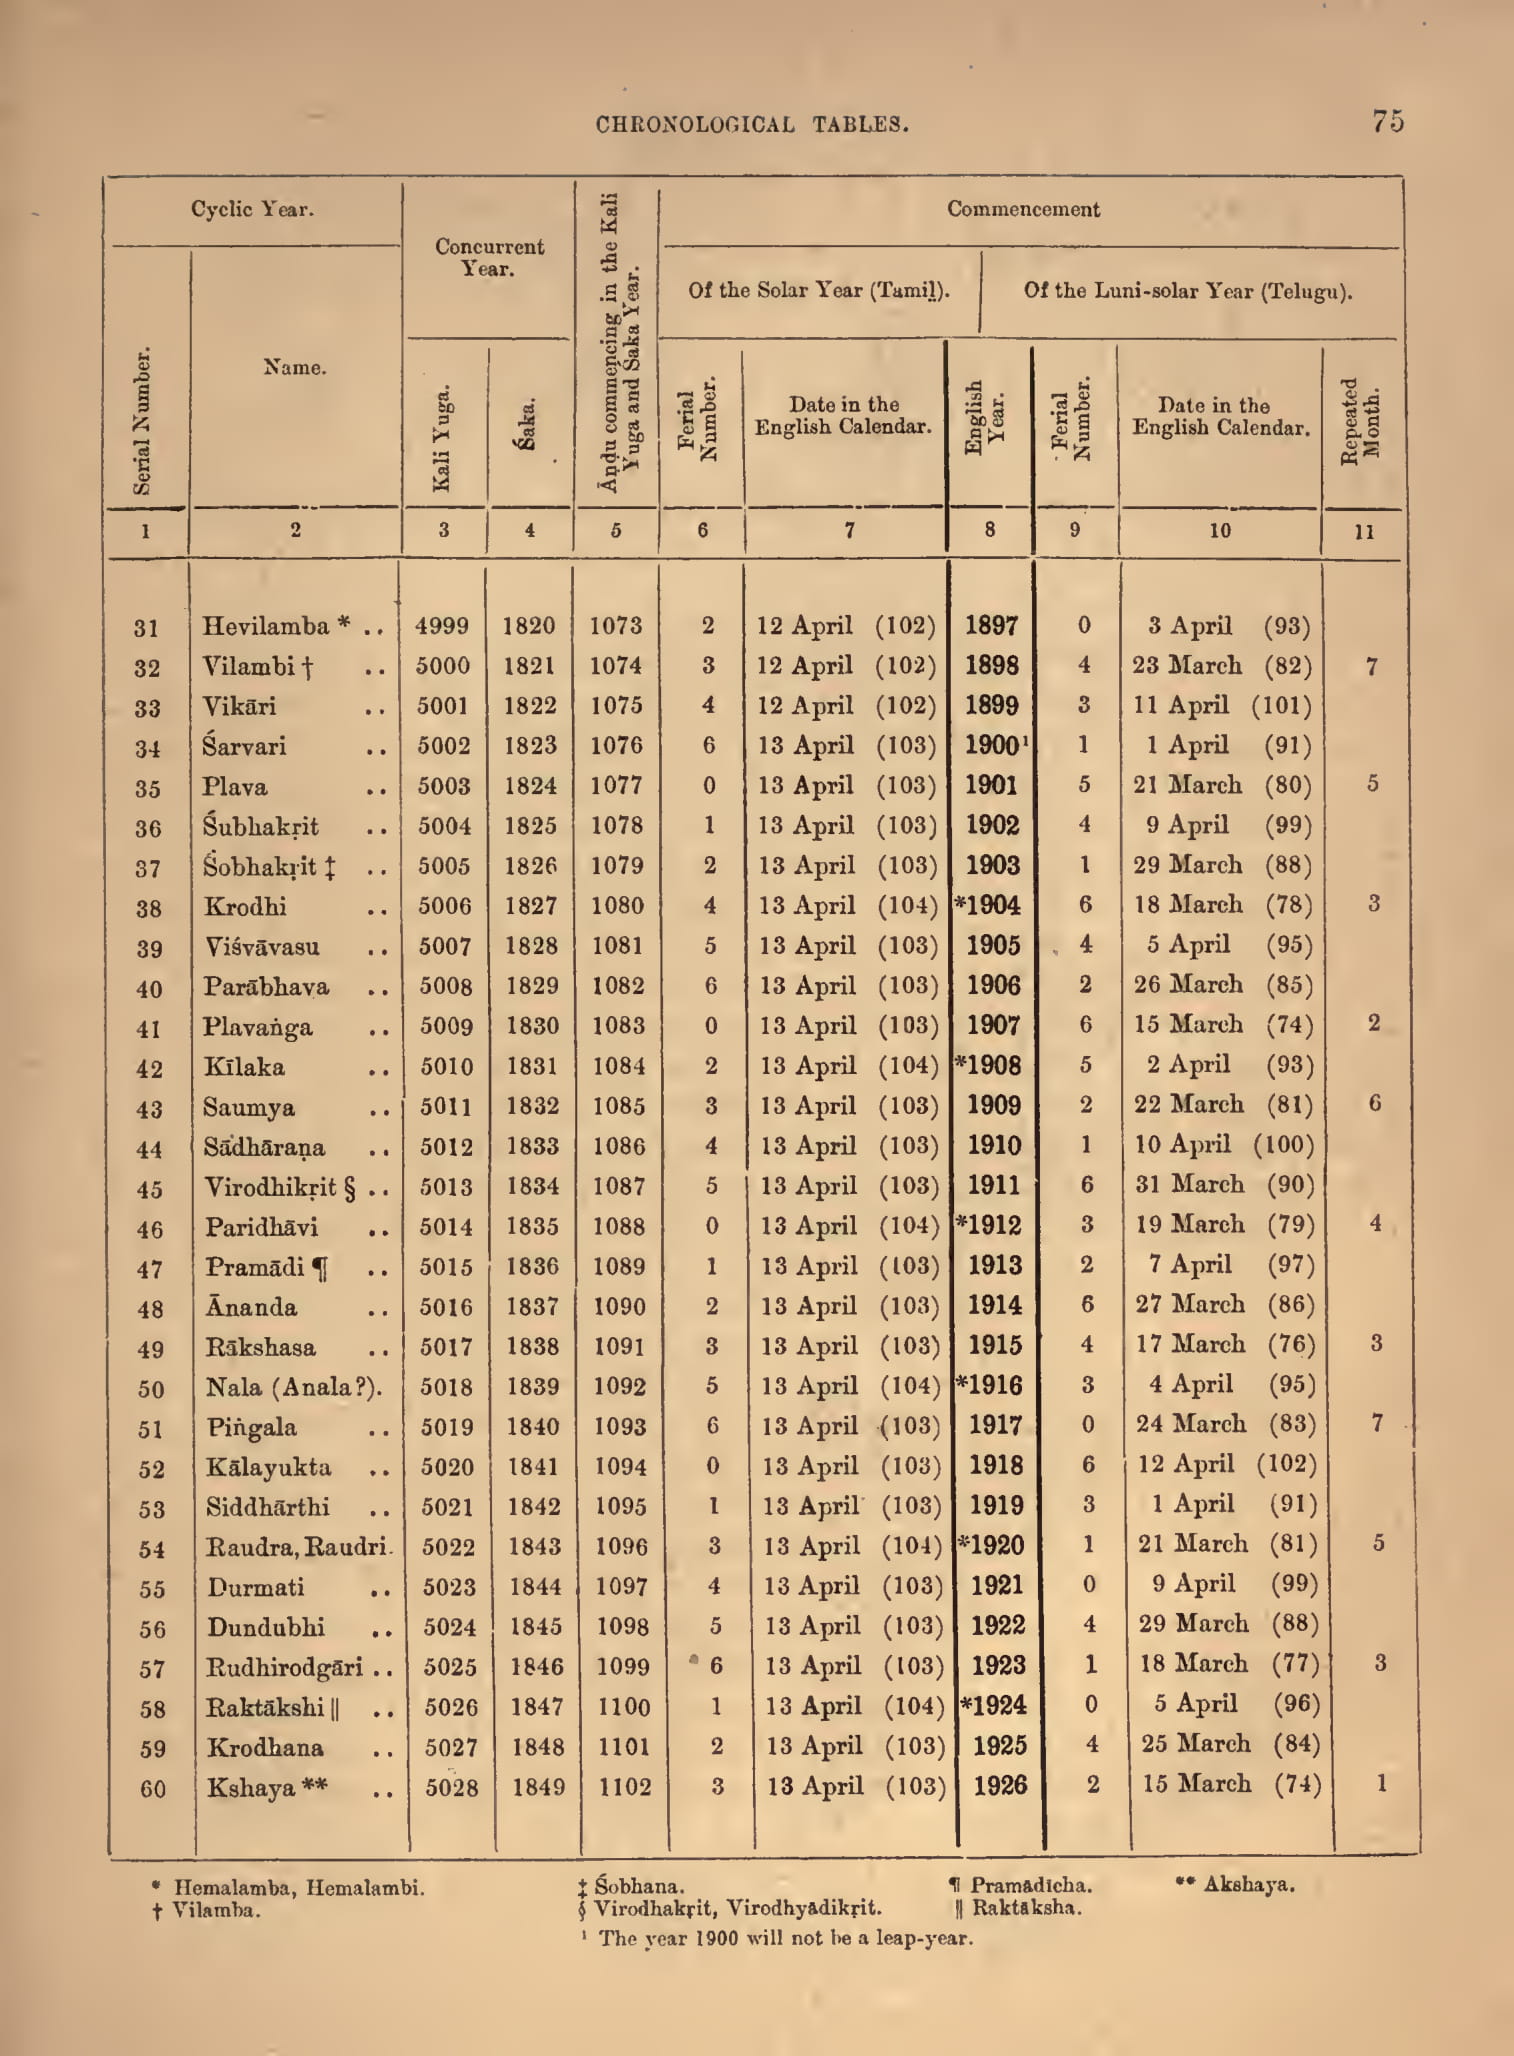 CHRONOLOGICAL TABLES. 75
Cyclic Year.
Concurrent
Year.
Āṇḍu commencing in the Kali
Yuga and Śaka Year.
Commencement
Of the Solar Year (Tamiḻ).
Of the Luni-solar Year (Telugu).
Serial Number.
Name.
Kali Yuga.
Śaka.
Ferial
Number.
Date in the
English Calendar.
English
Year.
Ferial
Number.
Date in the
English Calendar.
Repeated
Month.
1 2 3 4 5 6 7 8 9 10 11
31 Hevilamba * .. 4999 1820 1073 2 12 April (102) 1897 0 3 April (93)
32 Vilambi † .. 5000 1821 1074 3 12 April (102) 1898 4 23 March (82) 7
33 Vikāri .. 5001 1822 1075 4 12 April (102) 1899 3 11 April (101)
34 Śarvari .. 5002 1823 1076 6 13 April (103) 1900¹ 1 1 April (91)
35 Plava .. 5003 1824 1077 0 13 April (103) 1901 5 21 March (80) 5
36 Śubhakṛit .. 5004 1825 1078 1 13 April (103) 1902 4 9 April (99)
37 Śobhakṛit ‡ .. 5005 1826 1079 2 13 April (103) 1903 1 29 March (88)
38 Krodhi .. 5006 1827 1080 4 13 April (104) *1904 6 18 March (78) 3
39 Viśvāvasu .. 5007 1828 1081 5 13 April (103) 1905 4 5 April (95)
40 Parābhava .. 5008 1829 1082 6 13 April (103) 1906 2 26 March (85)
41 Plavaṅga .. 5009 1830 1083 0 13 April (103) 1907 6 15 March (74) 2
42 Kīlaka .. 5010 1831 1084 2 13 April (104) *1908 5 2 April (93)
43 Saumya .. 5011 1832 1085 3 13 April (103) 1909 2 22 March (81) 6
44 Sādhāraṇa .. 5012 1833 1086 4 13 April (103) 1910 1 10 April (100)
45 Virodhikṛit § .. 5013 1834 1087 5 13 April (103) 1911 6 31 March (90)
46 Paridhāvi .. 5014 1835 1088 0 13 April (104) *1912 3 19 March (79) 4
47 Pramādi ¶ .. 5015 1836 1089 1 13 April (103) 1913 2 7 April (97)
48 Ānanda .. 5016 1837 1090 2 13 April (103) 1914 6 27 March (86)
49 Rākshasa .. 5017 1838 1091 3 13 April (103) 1915 4 17 March (76) 3
50 Nala (Anala?). 5018 1839 1092 5 13 April (104) *1916 3 4 April (95)
51 Piṅgala .. 5019 1840 1093 6 13 April (103) 1917 0 24 March (83) 7
52 Kālayukta .. 5020 1841 1094 0 13 April (103) 1918 6 12 April (102)
53 Siddhārthi .. 5021 1842 1095 1 13 April (103) 1919 3 1 April (91)
54 Raudra, Raudri. 5022 1843 1096 3 13 April (104) *1920 1 21 March (81) 5
55 Durmati .. 5023 1844 1097 4 13 April (103) 1921 0 9 April (99)
56 Dundubhi .. 5024 1845 1098 5 13 April (103) 1922 4 29 March (88)
57 Rudhirodgāri .. 5025 1846 1099 6 13 April (103) 1923 1 18 March (77) 3
58 Raktākshi ‖ .. 5026 1847 1100 1 13 April (104) *1924 0 5 April (96)
59 Krodhana .. 5027 1848 1101 2 13 April (103) 1925 4 25 March (84)
60 Kshaya ** .. 5028 1849 1102 3 13 April (103) 1926 2 15 March (74) 1
* Hemalamba, Hemalambi. ‡ Śobhana. ¶ Pramādīcha. ** Akshaya.
† Vilamba. § Virodhakṛit, Virodhyādikṛit. ‖ Raktāksha.
¹ The year 1900 will not be a leap-year.